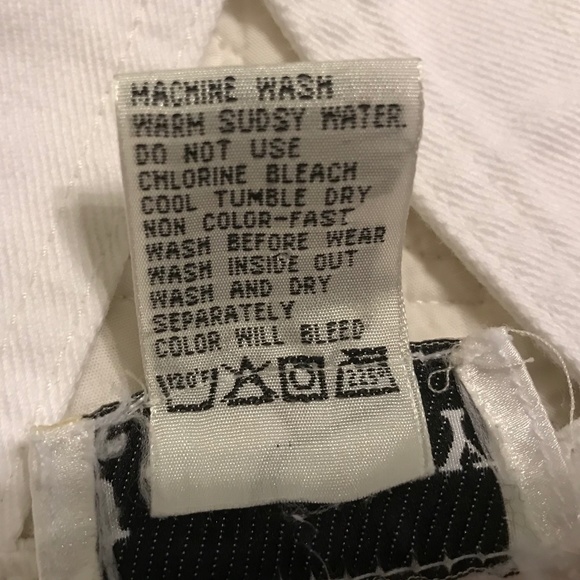 MACHINE WASH
WARM SUDSY WATER.
DO NOT USE
CHLORINE BLEACH
COOL TUMBLE DRY
NON COLOR-FAST
WASH BEFORE WEAR
WASH INSIDE OUT
WASH AND DRY
SEPARATELY
COLOR WILL BLEED
120°F
Y